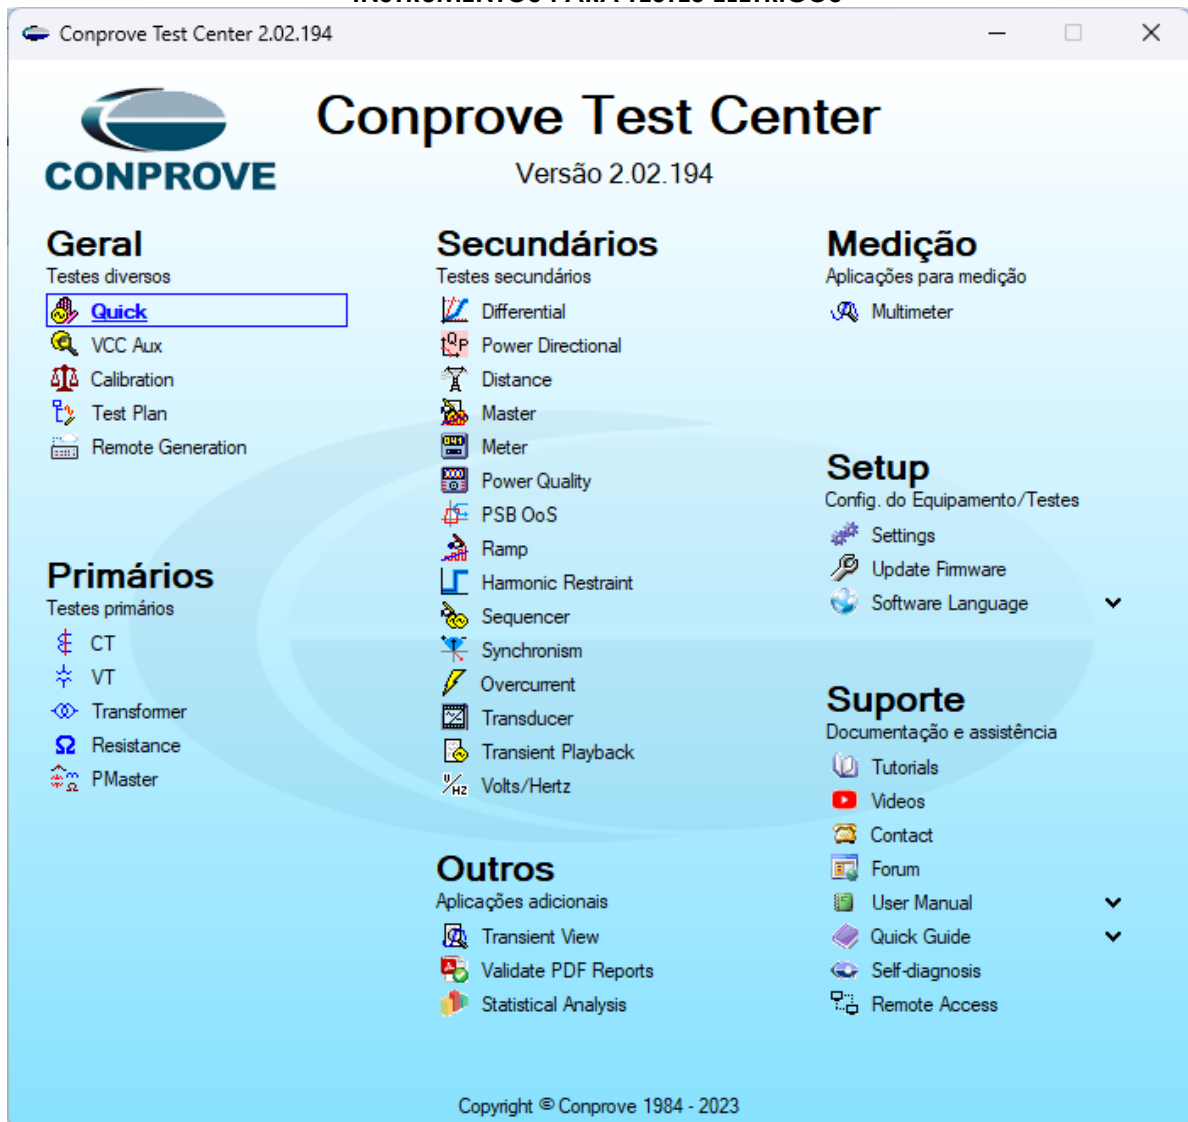 INSTRUMENTOS PARA TESTES ELÉTRICOS
Conprove Test Center 2.02.194
CONPROVE
Conprove Test Center
Versão 2.02.194
Geral
Testes diversos
Quick
VCC Aux
Calibration
Test Plan
Remote Generation
Primários
Testes primários
CT
VT
Transformer
Resistance
PMaster
Secundários
Testes secundários
Differential
Power Directional
Distance
Master
Meter
Power Quality
PSB OoS
Ramp
Harmonic Restraint
Sequencer
Synchronism
Overcurrent
Transducer
Transient Playback
Volts/Hertz
Outros
Aplicações adicionais
Transient View
Validate PDF Reports
Statistical Analysis
Medição
Aplicações para medição
Multimeter
Setup
Config. do Equipamento/Testes
Settings
Update Firmware
Software Language
Suporte
Documentação e assistência
Tutorials
Videos
Contact
Forum
User Manual
Quick Guide
Self-diagnosis
Remote Access
Copyright © Conprove 1984 - 2023